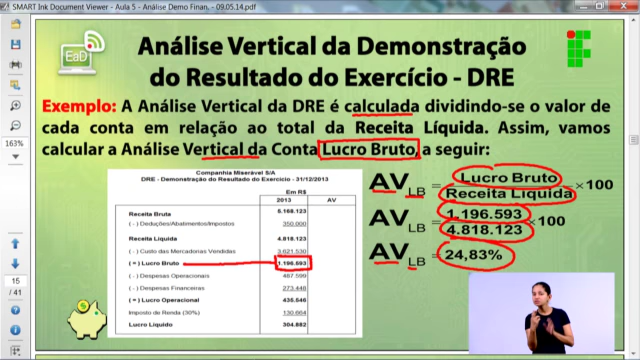 SMART Ink Document Viewer - Aula 5 - Análise Demo Finan. - 09.05.14.pdf
EaD
Análise Vertical da Demonstração
do Resultado do Exercício - DRE
Exemplo: A Análise Vertical da DRE é calculada dividindo-se o valor de
cada conta em relação ao total da Receita Líquida. Assim, vamos
calcular a Análise Vertical da Conta Lucro Bruto, a seguir:
163%
15
/ 41
Companhia Miserável S/A
DRE - Demonstração do Resultado do Exercício - 31/12/2013
Em R$
2013 AV
Receita Bruta 5.168.123
( - ) Deduções/Abatimentos/Impostos 350.000
Receita Líquida 4.818.123
( - ) Custo das Mercadorias Vendidas 3.621.530
( = ) Lucro Bruto 1.196.593
( - ) Despesas Operacionais 487.599
( - ) Despesas Financeiras 273.448
( = ) Lucro Operacional 435.546
Imposto de Renda (30%) 130.664
Lucro Líquido 304.882
AV LB = Lucro Bruto / Receita Líquida ×100
AV LB = 1.196.593 / 4.818.123 ×100
AV LB = 24,83%